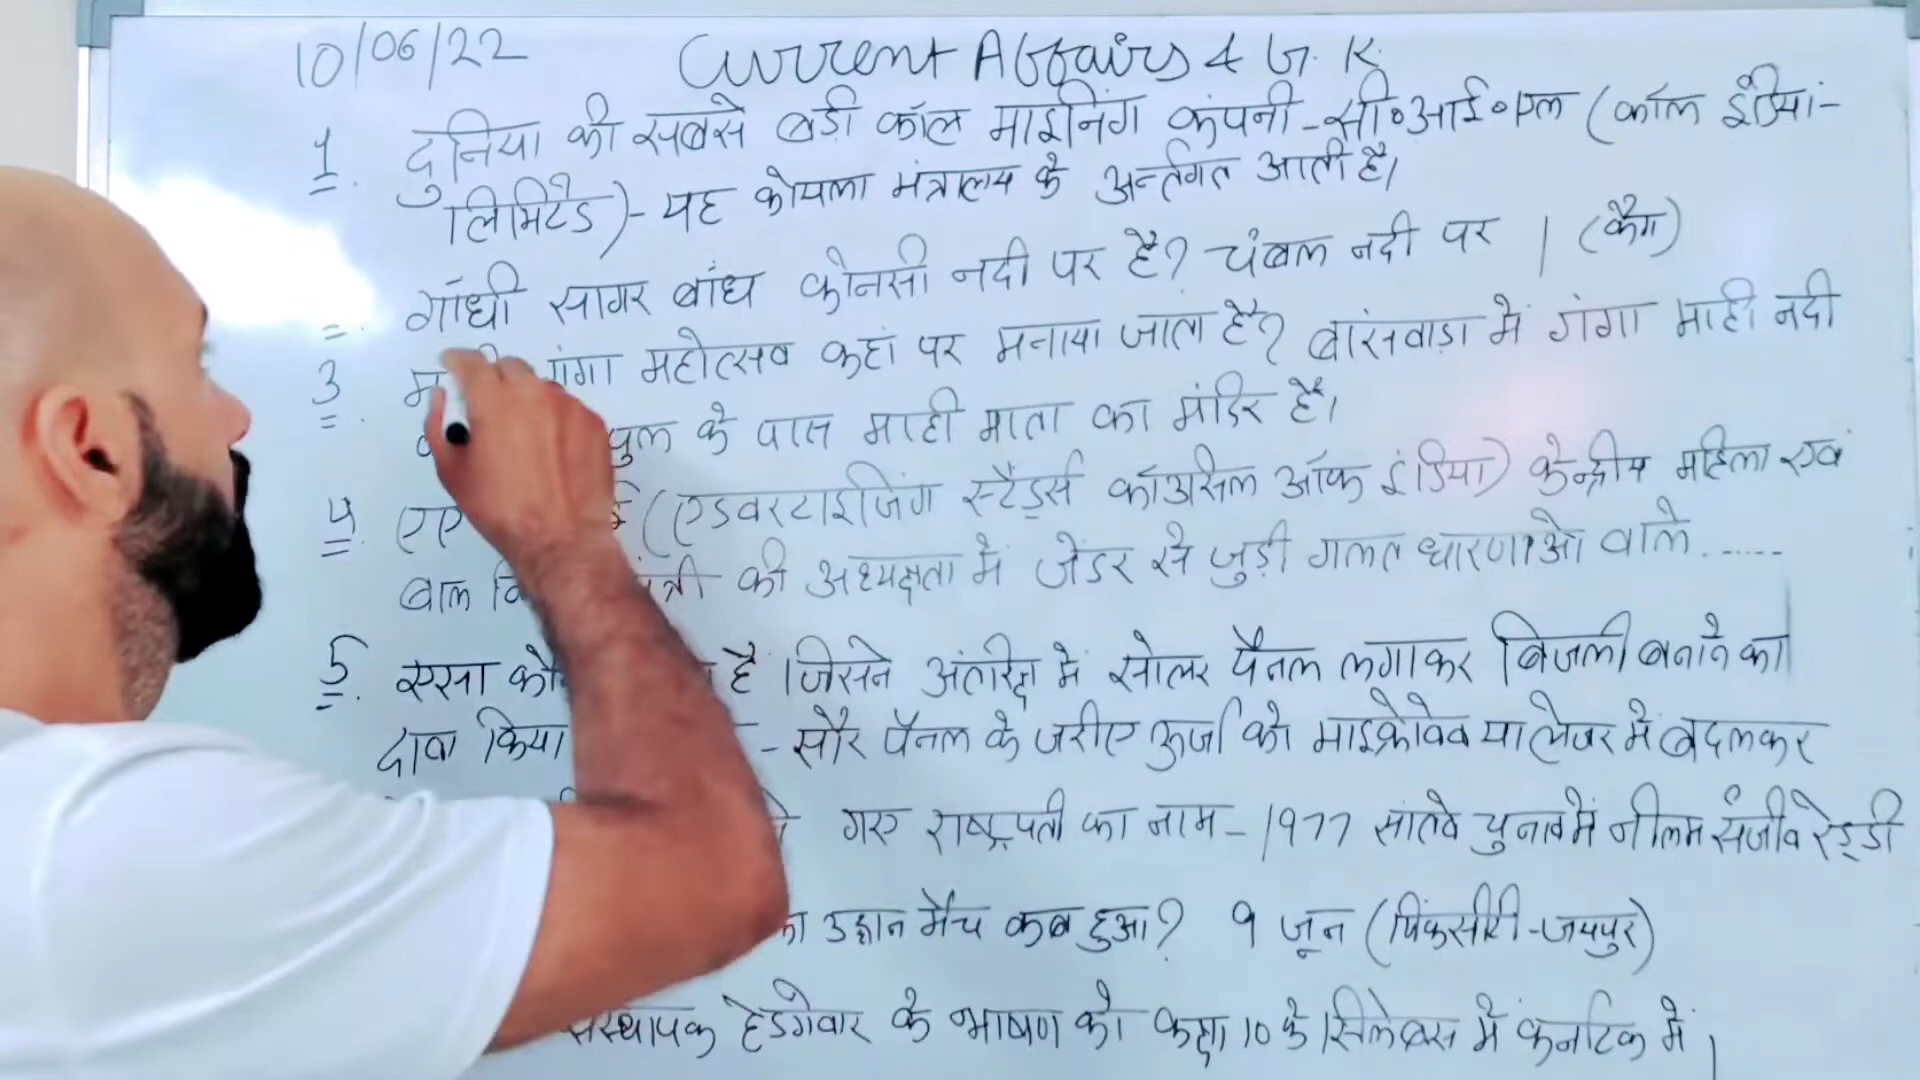 10/06/22 Current Affairs & G.K.
1. दुनिया की सबसे बड़ी कॉल माइनिंग कंपनी - सी॰आई॰एल (कॉल इंडिया-
लिमिटेड) - यह कोयला मंत्रालय के अर्न्तगत आती है।
गाँधी सागर बांध कोनसी नदी पर है? चंबल नदी पर | (कैग)
3. गंगा महोत्सव कहां पर मनाया जाता है? बांसवाड़ा में गंगा माही नदी
पुल के पास माही माता का मंदिर है।
4. (एडवरटाइजिंग स्टैंडर्स कॉउंसिल ऑफ इंडिया) केन्द्रीय महिला एवं
बाल की अध्यक्षता में जेंडर से जुड़ी गलत धारणाओ वाले......
5. है जिसने अंतरिक्ष में सोलर पैनल लगाकर बिजली बनाने का
दावा किया - सौर पैनल के जरीए ऊर्जा को माइक्रोवेव या लेजर में बदलकर
गए राष्ट्रपती का नाम - 1977 सातवे चुनाव में नीलम संजीव रेड्डी
मैच कब हुआ? 9 जून (पिंकसीटी-जयपुर)
संस्थापक हेडगेवार के भाषण को कक्षा 10 के सिलेबस में कर्नाटक में।